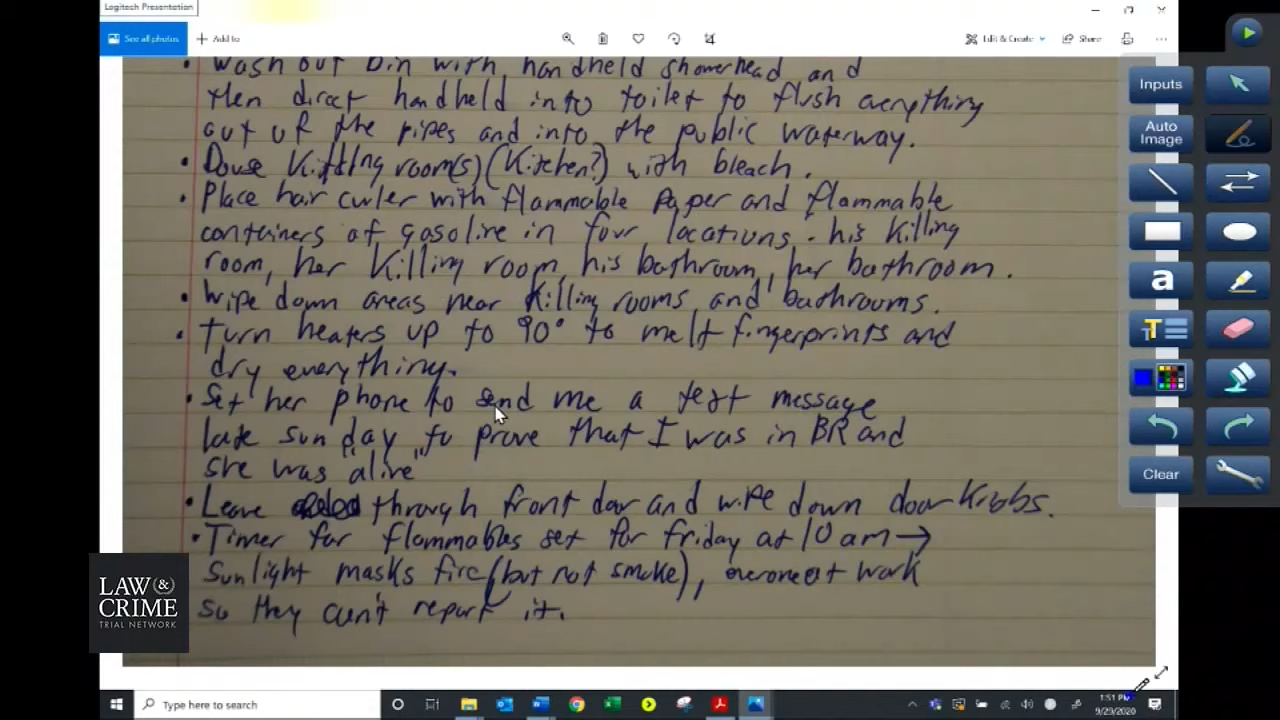 Logitech Presentation
See all photos
Add to
Edit & Create
Share
• Wash out bin with handheld showerhead and
then direct handheld into toilet to flush everything
out of the pipes and into the public waterway.
• Douse Killing room(s) (Kitchen?) with bleach.
• Place hair curler with flammable paper and flammable
containers of gasoline in four locations - his killing
room, her killing room, his bathroom, her bathroom.
• Wipe down areas near killing rooms and bathrooms.
• Turn heaters up to 90° to melt fingerprints and
dry everything.
• Set her phone to send me a text message
late Sunday to prove that I was in BR and
she was "alive"
• Leave through front door and wipe down door knobs.
• Timer for flammables set for friday at 10 am →
Sunlight masks fire (but not smoke), at work
so they can't report it.
LAW & CRIME
TRIAL NETWORK
Inputs
Auto
Image
a
T
Clear
Type here to search
1:51 PM
9/29/2020